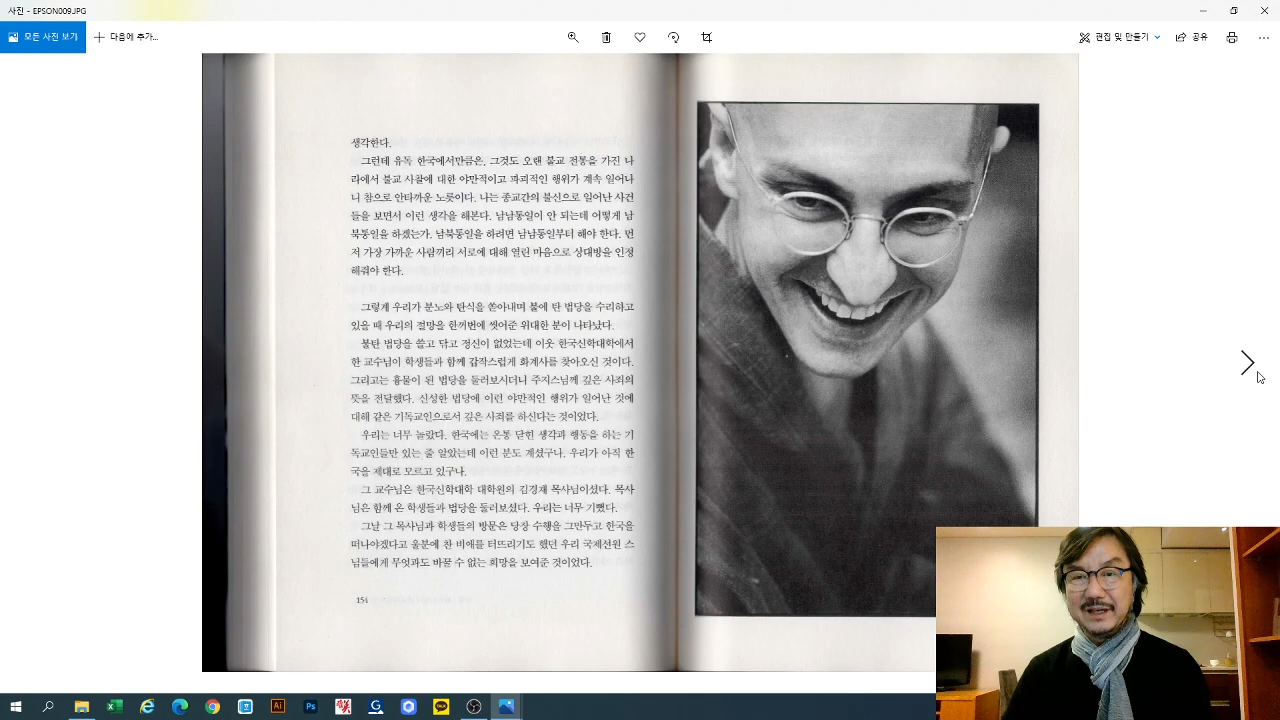 사진 - EPSON009.JPG
모든 사진 보기
다음에 추가...
편집 및 만들기
공유
생각한다.
그런데 유독 한국에서만큼은, 그것도 오랜 불교 전통을 가진 나
라에서 불교 사찰에 대한 야만적이고 파괴적인 행위가 계속 일어나
니 참으로 안타까운 노릇이다. 나는 종교간의 불신으로 일어난 사건
들을 보면서 이런 생각을 해본다. 남남통일이 안 되는데 어떻게 남
북통일을 하겠는가. 남북통일을 하려면 남남통일부터 해야 한다. 먼
저 가장 가까운 사람끼리 서로에 대해 열린 마음으로 상대방을 인정
해줘야 한다.
그렇게 우리가 분노와 탄식을 쏟아내며 불에 탄 법당을 수리하고
있을 때 우리의 절망을 한꺼번에 씻어준 위대한 분이 나타났다.
불탄 법당을 쓸고 닦고 정신이 없었는데 이웃 한국신학대학에서
한 교수님이 학생들과 함께 갑작스럽게 화계사를 찾아오신 것이다.
그리고는 흉물이 된 법당을 둘러보시더니 주지스님께 깊은 사죄의
뜻을 전달했다. 신성한 법당에 이런 야만적인 행위가 일어난 것에
대해 같은 기독교인으로서 깊은 사죄를 하신다는 것이었다.
우리는 너무 놀랐다. 한국에는 온통 닫힌 생각과 행동을 하는 기
독교인들만 있는 줄 알았는데 이런 분도 계셨구나. 우리가 아직 한
국을 제대로 모르고 있구나.
그 교수님은 한국신학대학 대학원의 김경재 목사님이셨다. 목사
님은 함께 온 학생들과 법당을 둘러보셨다. 우리는 너무 기뻤다.
그날 그 목사님과 학생들의 방문은 당장 수행을 그만두고 한국을
떠나야겠다고 울분에 찬 비애를 터뜨리기도 했던 우리 국제선원 스
님들에게 무엇과도 바꿀 수 없는 희망을 보여준 것이었다.
154
Ai
Ps
TALK